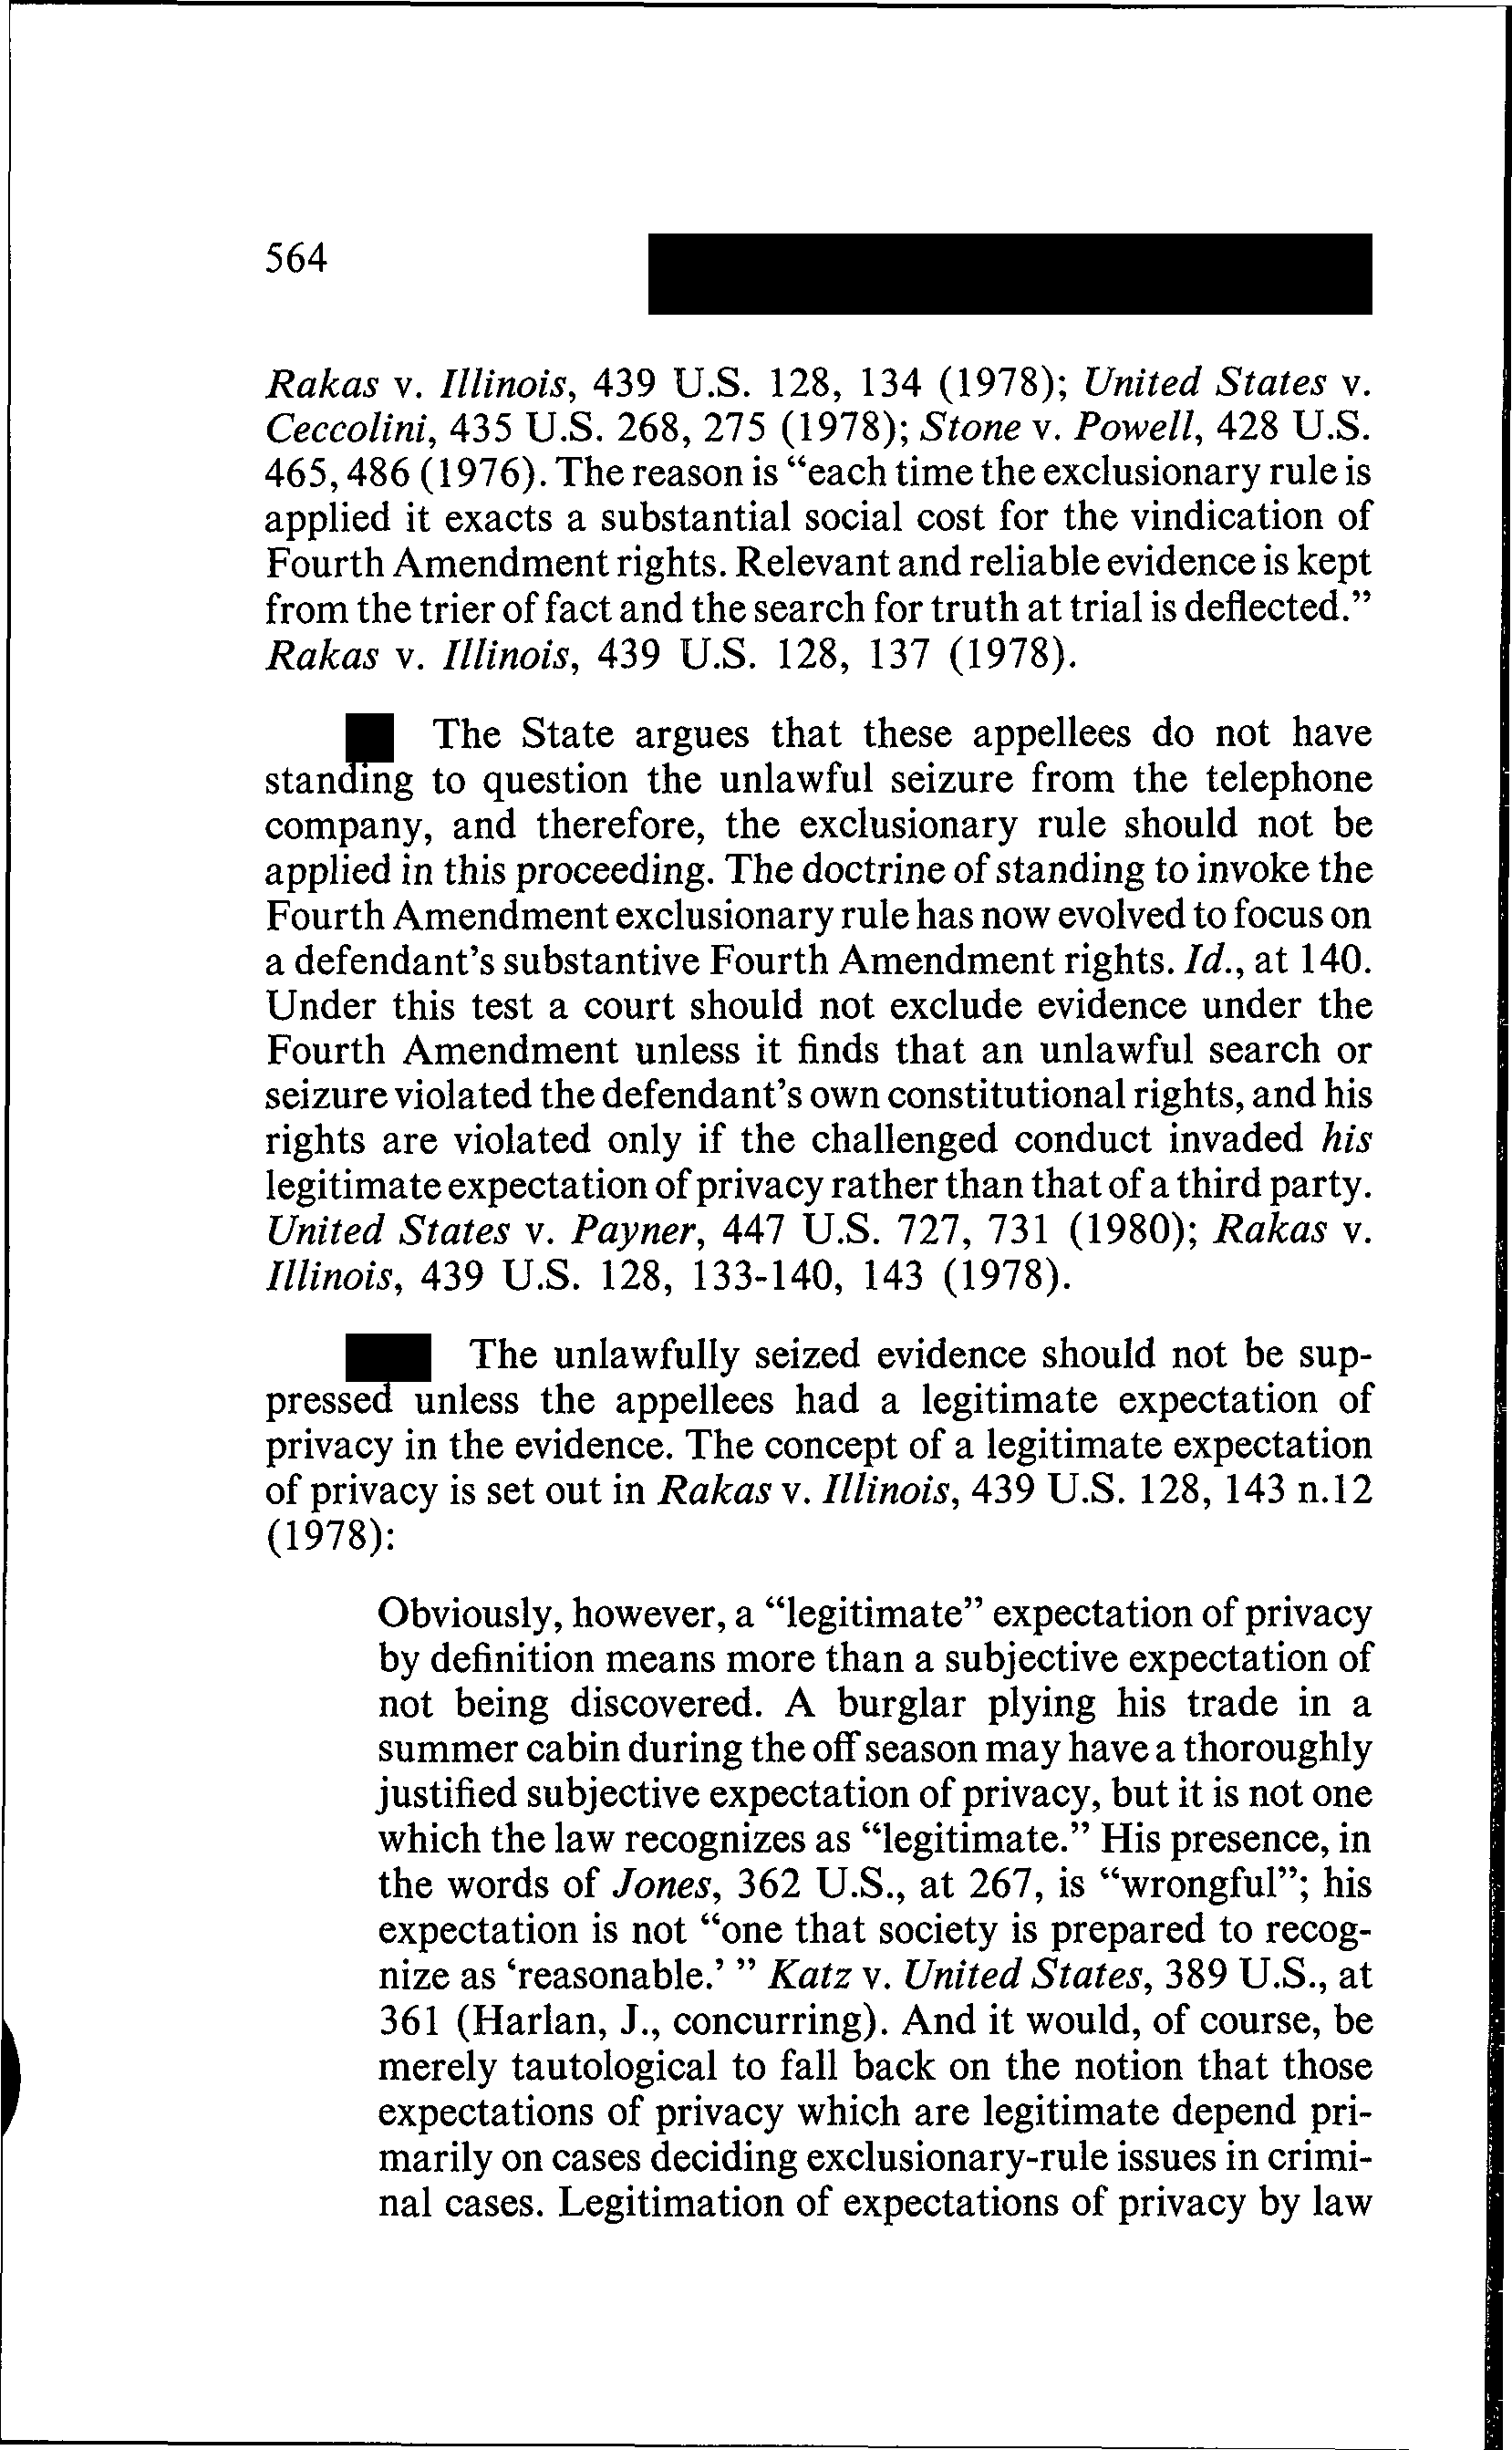 564
Rakas v. Illinois, 439 U.S. 128, 134 (1978); United States v.
Ceccolini, 435 U.S. 268, 275 (1978); Stone v. Powell, 428 U.S.
465, 486 (1976). The reason is “each time the exclusionary rule is
applied it exacts a substantial social cost for the vindication of
Fourth Amendment rights. Relevant and reliable evidence is kept
from the trier of fact and the search for truth at trial is deflected.”
Rakas v. Illinois, 439 U.S. 128, 137 (1978).
The State argues that these appellees do not have
standing to question the unlawful seizure from the telephone
company, and therefore, the exclusionary rule should not be
applied in this proceeding. The doctrine of standing to invoke the
Fourth Amendment exclusionary rule has now evolved to focus on
a defendant's substantive Fourth Amendment rights. Id., at 140.
Under this test a court should not exclude evidence under the
Fourth Amendment unless it finds that an unlawful search or
seizure violated the defendant's own constitutional rights, and his
rights are violated only if the challenged conduct invaded his
legitimate expectation of privacy rather than that of a third party.
United States v. Payner, 447 U.S. 727, 731 (1980); Rakas v.
Illinois, 439 U.S. 128, 133-140, 143 (1978).
The unlawfully seized evidence should not be sup-
pressed unless the appellees had a legitimate expectation of
privacy in the evidence. The concept of a legitimate expectation
of privacy is set out in Rakas v. Illinois, 439 U.S. 128, 143 n.12
(1978):
Obviously, however, a “legitimate” expectation of privacy
by definition means more than a subjective expectation of
not being discovered. A burglar plying his trade in a
summer cabin during the off season may have a thoroughly
justified subjective expectation of privacy, but it is not one
which the law recognizes as “legitimate.” His presence, in
the words of Jones, 362 U.S., at 267, is “wrongful”; his
expectation is not “one that society is prepared to recog-
nize as ‘reasonable.’ ” Katz v. United States, 389 U.S., at
361 (Harlan, J., concurring). And it would, of course, be
merely tautological to fall back on the notion that those
expectations of privacy which are legitimate depend pri-
marily on cases deciding exclusionary-rule issues in crimi-
nal cases. Legitimation of expectations of privacy by law